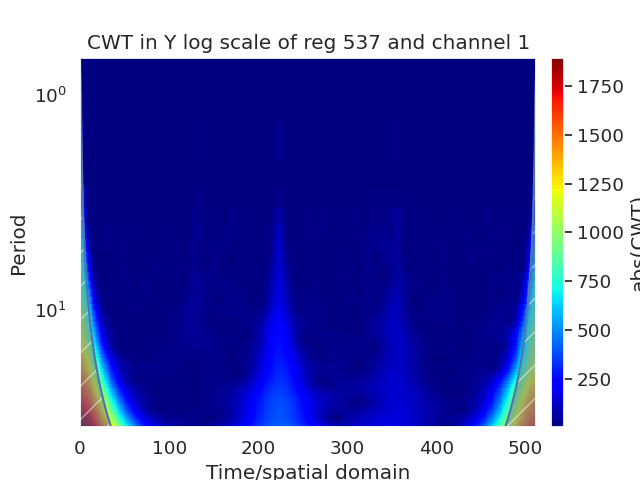 CWT in Y log scale of reg 537 and channel 1
10⁰
10¹
Period
0 100 200 300 400 500
Time/spatial domain
1750
1500
1250
1000
750
500
250
abs(CWT)